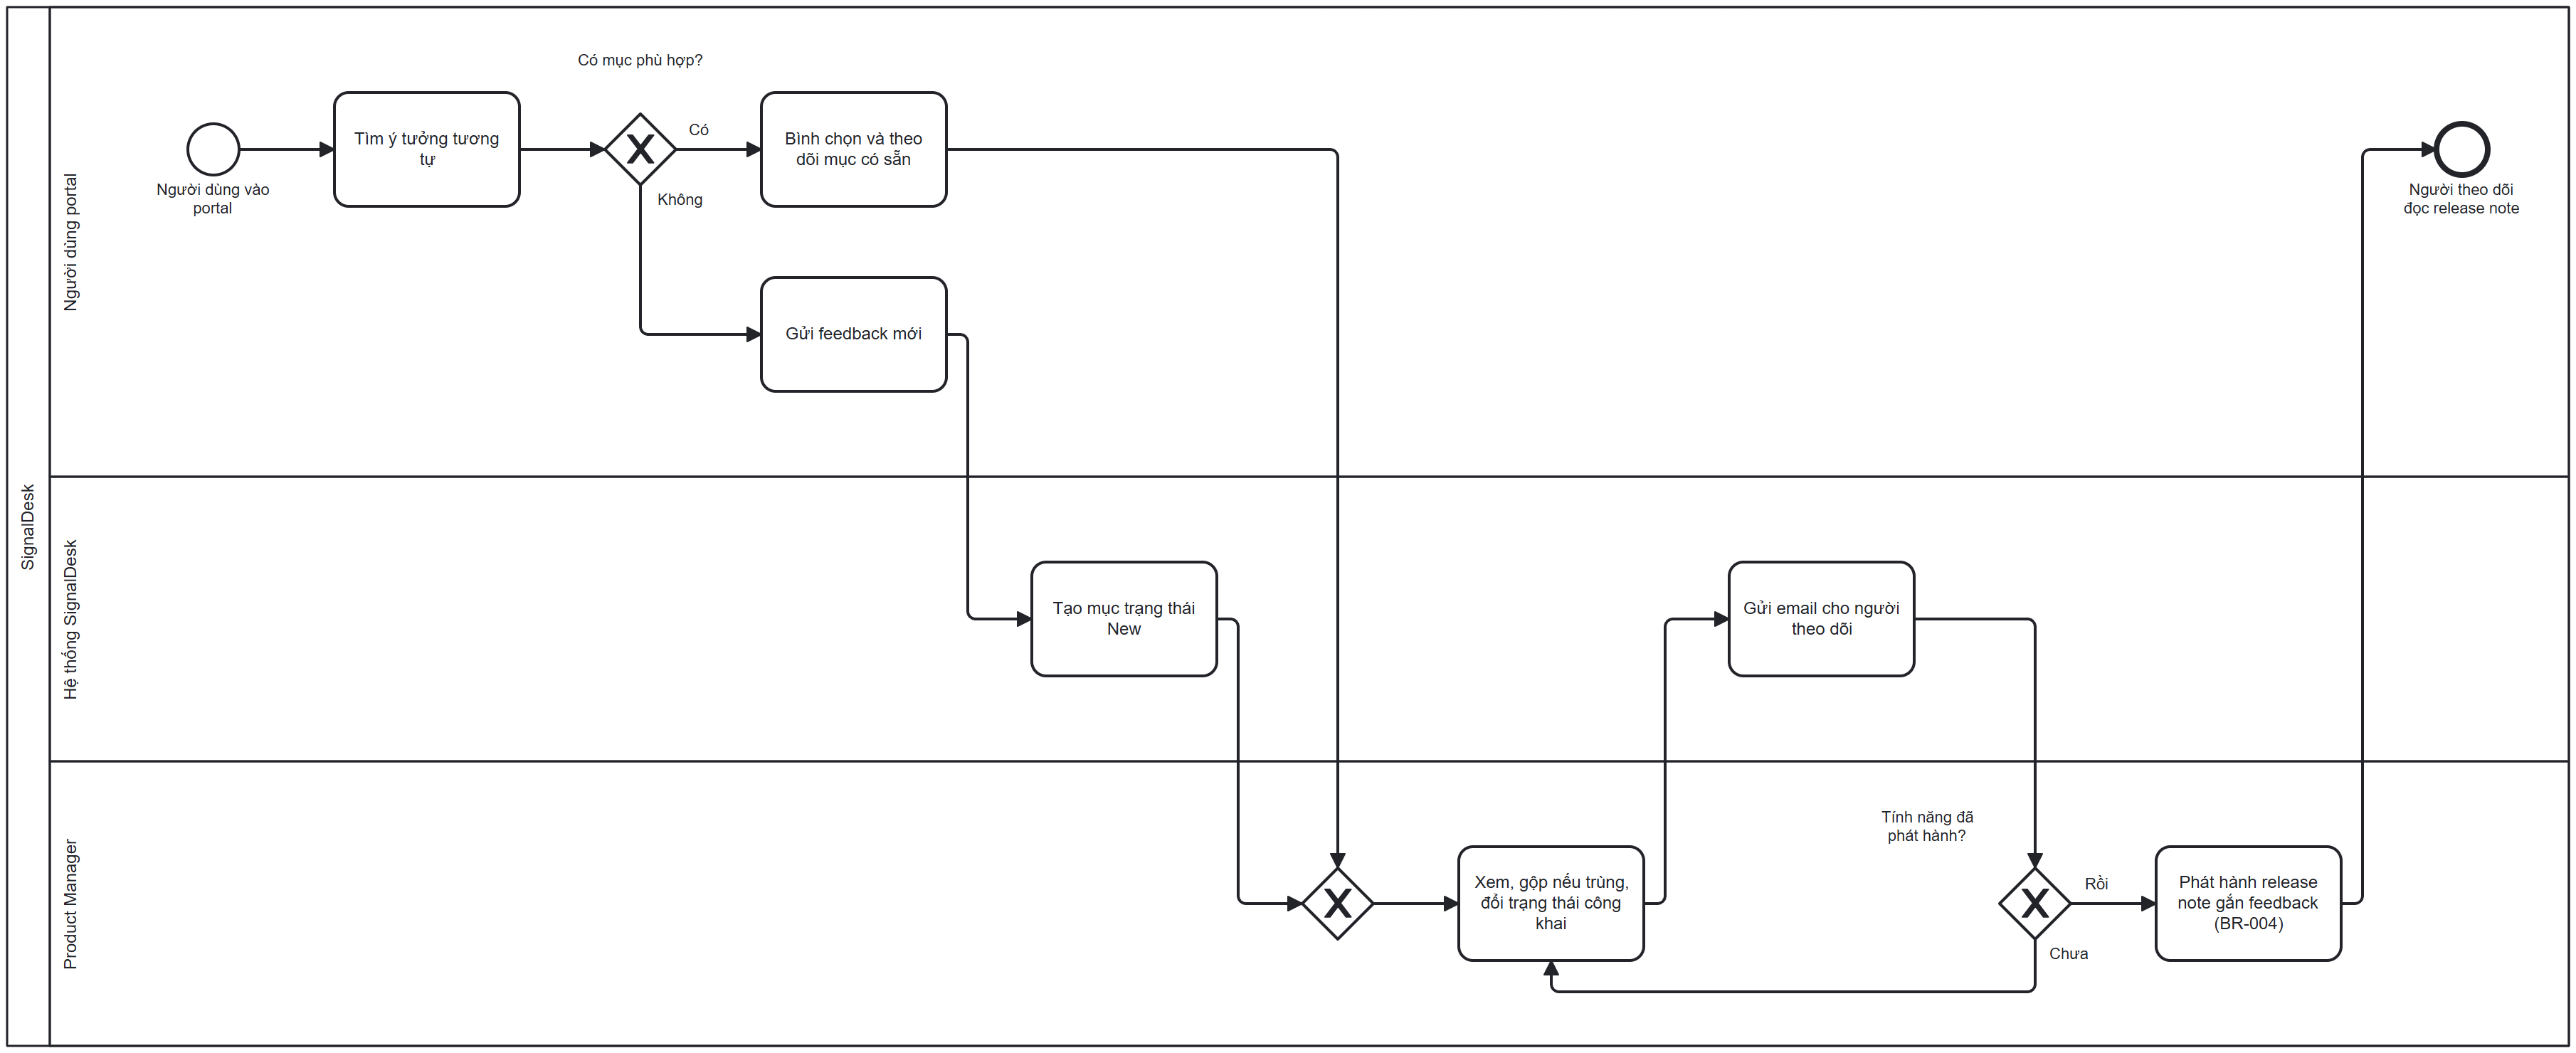 SignalDesk
Người dùng portal
Có mục phù hợp?
Người dùng vào
portal
Tìm ý tưởng tương
tự
Có
Không
Bình chọn và theo
dõi mục có sẵn
Gửi feedback mới
Người theo dõi
đọc release note
Hệ thống SignalDesk
Tạo mục trạng thái
New
Gửi email cho người
theo dõi
Product Manager
Xem, gộp nếu trùng,
đổi trạng thái công
khai
Tính năng đã
phát hành?
Rồi
Chưa
Phát hành release
note gắn feedback
(BR-004)